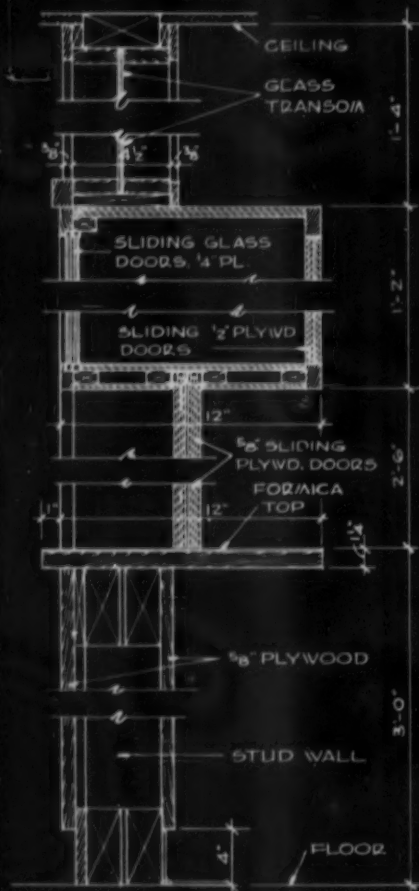 CEILING
GLASS
TRANSOM
1'-4"
3/8"
4 1/2"
3/8"
SLIDING GLASS
DOORS, 1/4" PL.
1'-2"
SLIDING 1/2" PLYWD
DOORS
12"
5/8" SLIDING
PLYWD. DOORS
2'-6"
FORMICA
TOP
1"
12"
1 1/4"
5/8" PLYWOOD
3'-0"
STUD WALL
4"
FLOOR